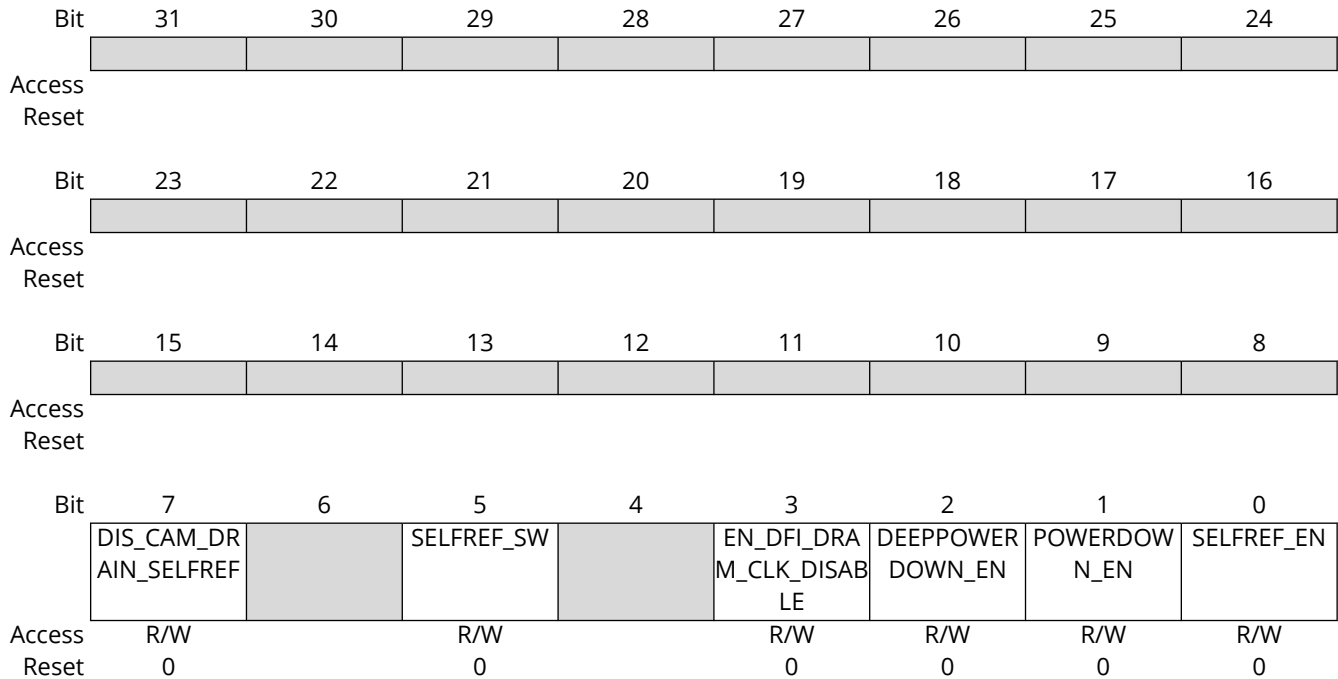 Bit 31 30 29 28 27 26 25 24
Access
Reset
Bit 23 22 21 20 19 18 17 16
Access
Reset
Bit 15 14 13 12 11 10 9 8
Access
Reset
Bit 7 6 5 4 3 2 1 0
DIS_CAM_DR SELFREF_SW EN_DFI_DRA DEEPPOWER POWERDOW SELFREF_EN
AIN_SELFREF M_CLK_DISAB DOWN_EN N_EN
LE
Access R/W R/W R/W R/W R/W R/W
Reset 0 0 0 0 0 0